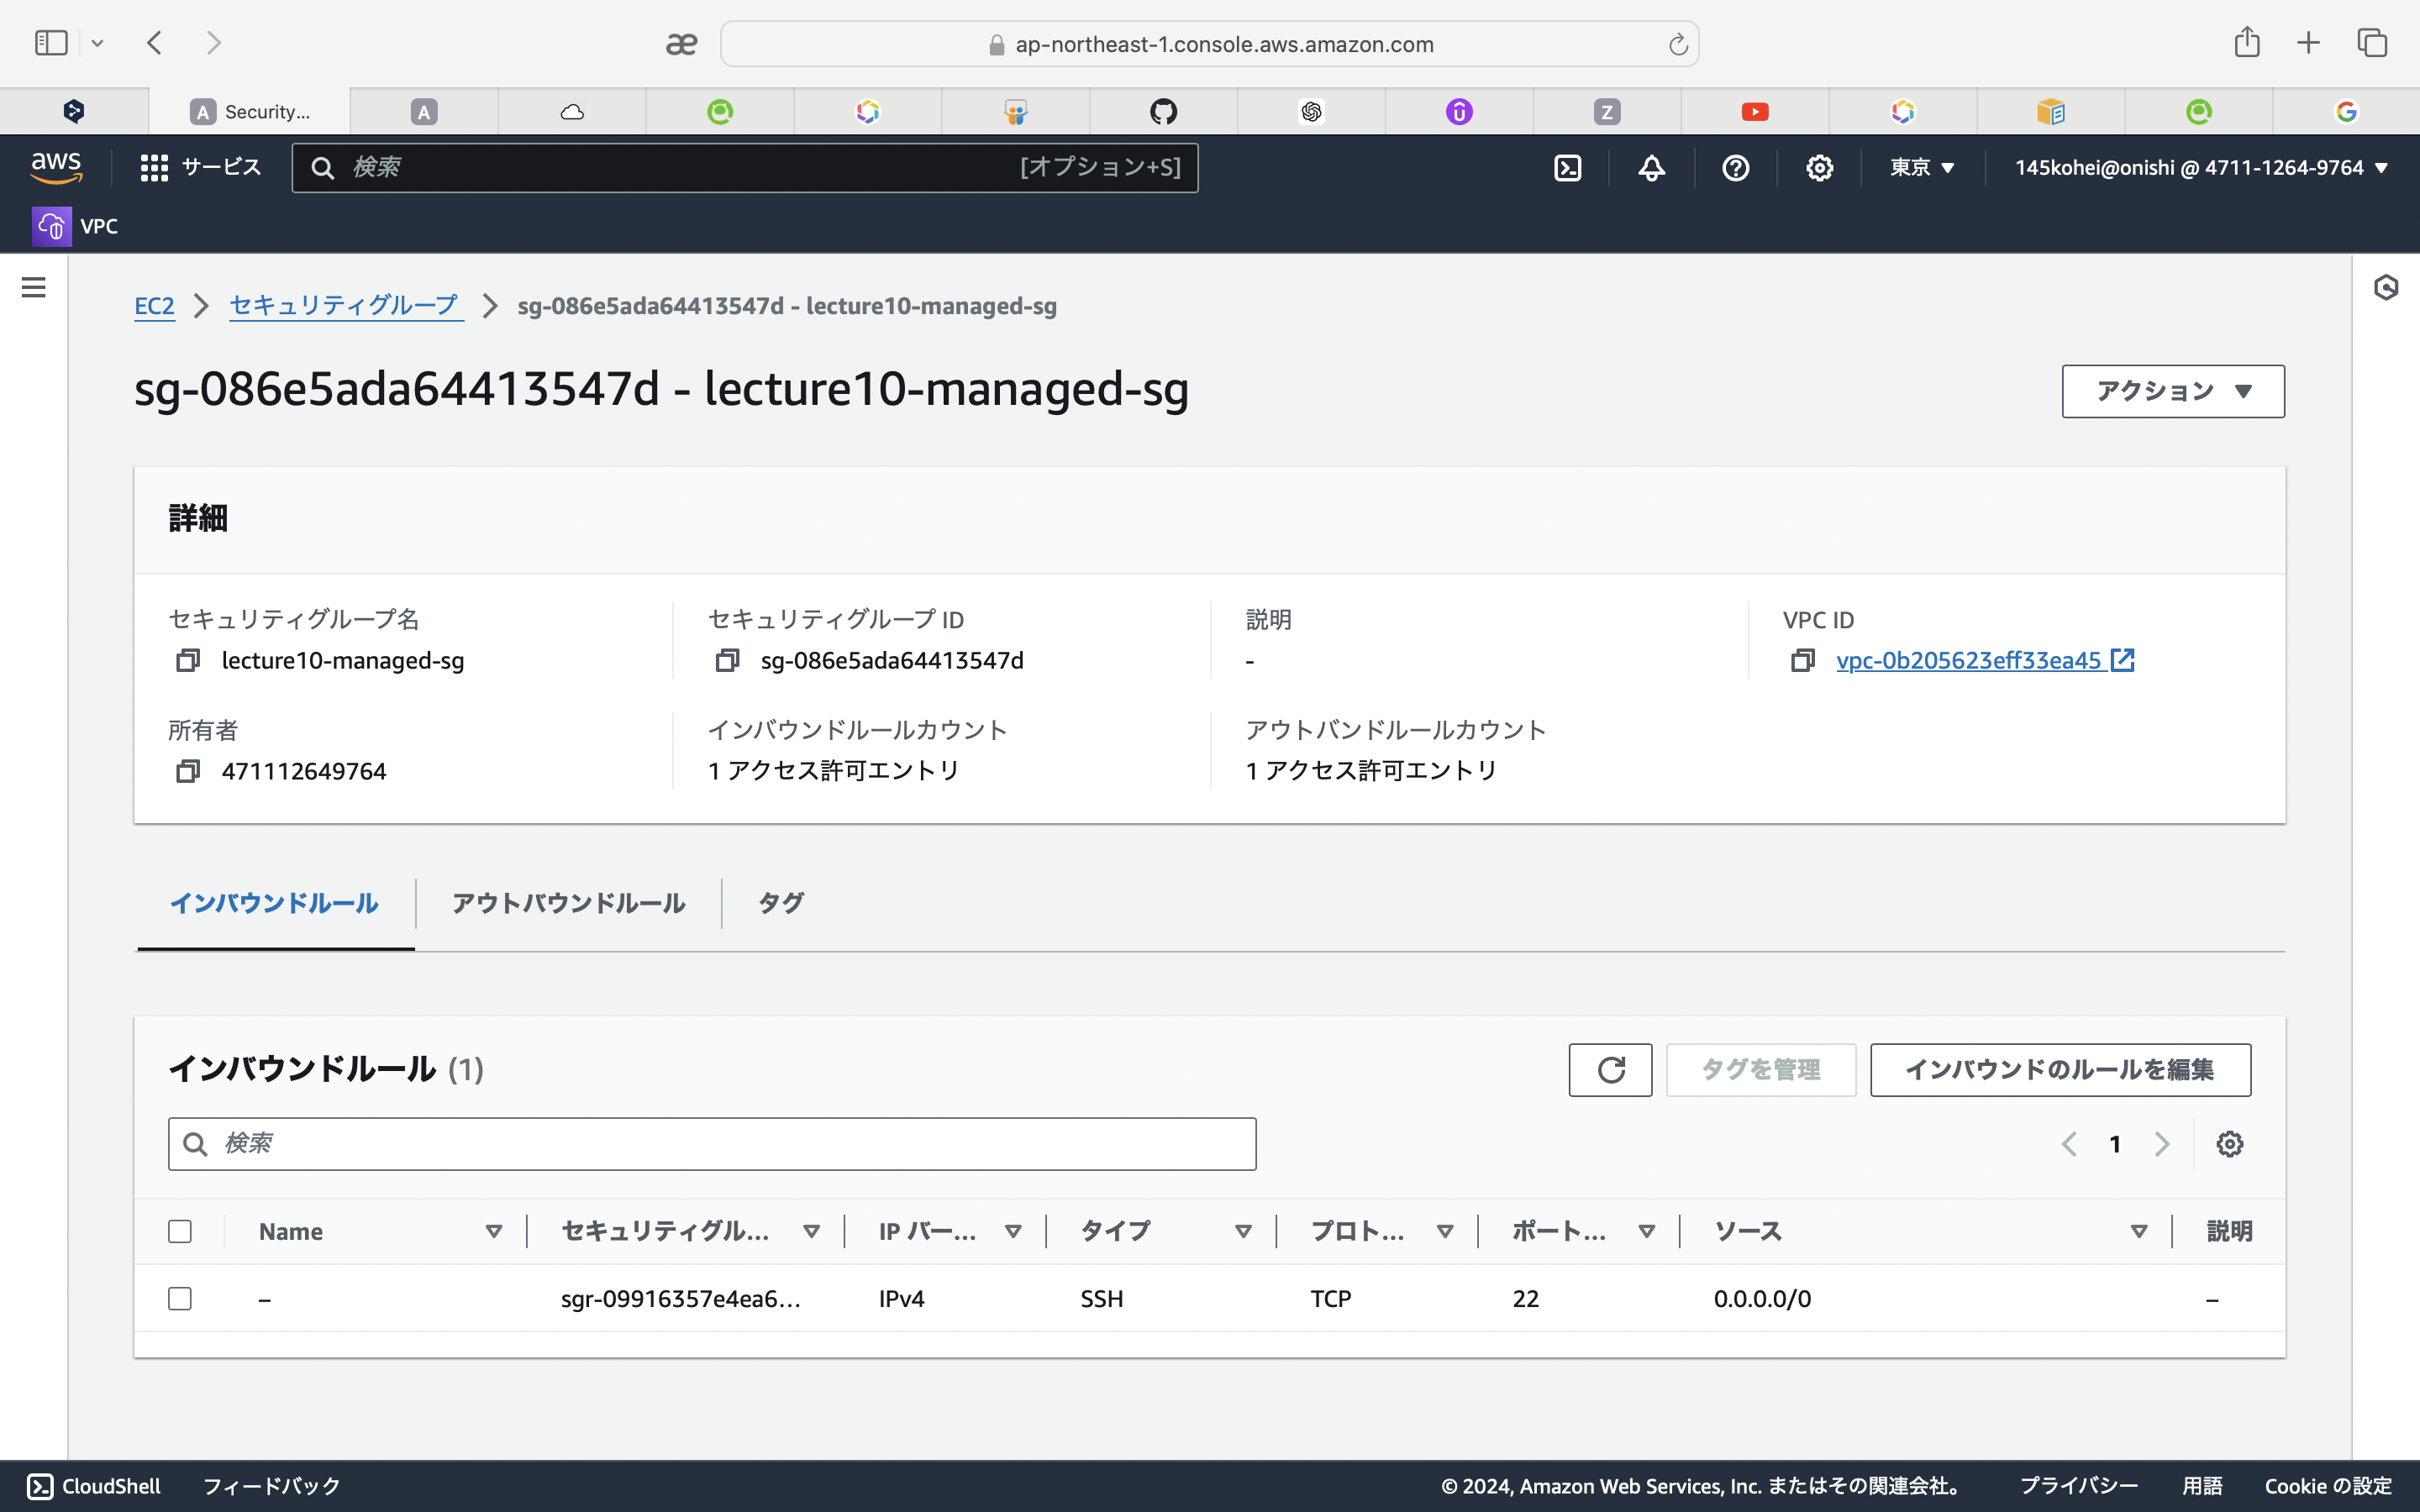 ap-northeast-1.console.aws.amazon.com
A Security...
A
Z
aws サービス 検索 [オプション+S] 東京 145kohei@onishi @ 4711-1264-9764
VPC
EC2 セキュリティグループ sg-086e5ada64413547d - lecture10-managed-sg
sg-086e5ada64413547d - lecture10-managed-sg
アクション
詳細
セキュリティグループ名 セキュリティグループ ID 説明 VPC ID
lecture10-managed-sg sg-086e5ada64413547d - vpc-0b205623eff33ea45
所有者 インバウンドルールカウント アウトバンドルールカウント
471112649764 1 アクセス許可エントリ 1 アクセス許可エントリ
インバウンドルール アウトバウンドルール タグ
インバウンドルール (1) タグを管理 インバウンドのルールを編集
検索 1
Name セキュリティグル... IP バー... タイプ プロト... ポート... ソース 説明
– sgr-09916357e4ea6... IPv4 SSH TCP 22 0.0.0.0/0 –
CloudShell フィードバック © 2024, Amazon Web Services, Inc. またはその関連会社。 プライバシー 用語 Cookie の設定